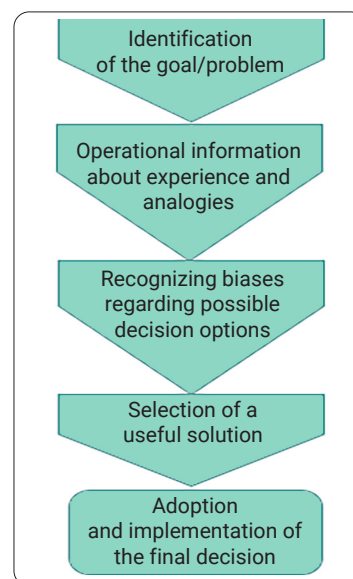 Identification
of the goal/problem
Operational information
about experience and
analogies
Recognizing biases
regarding possible
decision options
Selection of a
useful solution
Adoption
and implementation of
the final decision